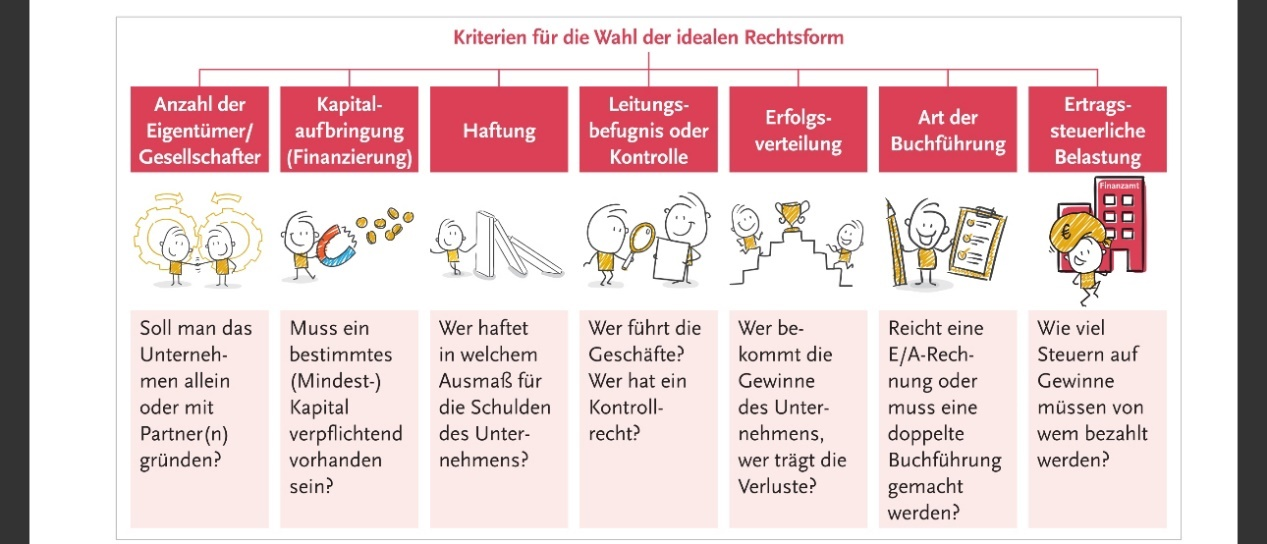 Kriterien für die Wahl der idealen Rechtsform
Anzahl der
Eigentümer/
Gesellschafter
Kapital-
aufbringung
(Finanzierung)
Haftung
Leitungs-
befugnis oder
Kontrolle
Erfolgs-
verteilung
Art der
Buchführung
Ertrags-
steuerliche
Belastung
Finanzamt
€
Soll man das
Unterneh-
men allein
oder mit
Partner(n)
gründen?
Muss ein
bestimmtes
(Mindest-)
Kapital
verpflichtend
vorhanden
sein?
Wer haftet
in welchem
Ausmaß für
die Schulden
des Unter-
nehmens?
Wer führt die
Geschäfte?
Wer hat ein
Kontroll-
recht?
Wer be-
kommt die
Gewinne
des Unter-
nehmens,
wer trägt die
Verluste?
Reicht eine
E/A-Rech-
nung oder
muss eine
doppelte
Buchführung
gemacht
werden?
Wie viel
Steuern auf
Gewinne
müssen von
wem bezahlt
werden?